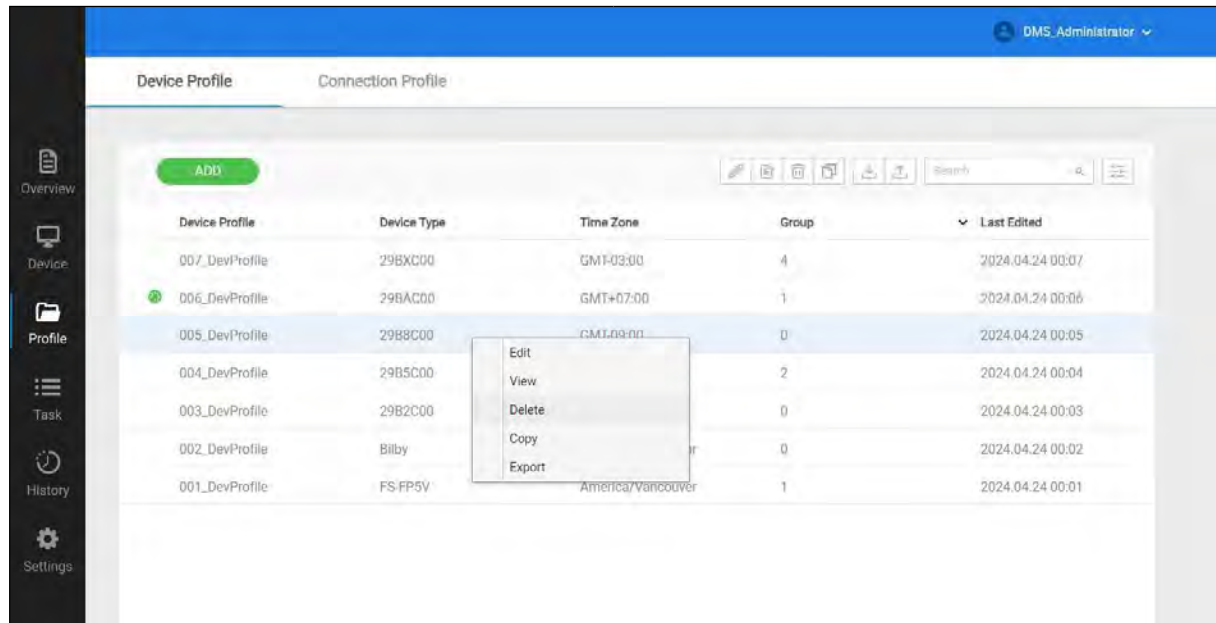 DMS_Administrator
Device Profile Connection Profile
Overview
Device
Profile
Task
History
Settings
ADD Search
Device Profile Device Type Time Zone Group Last Edited
007_DevProfile 29BXC00 GMT-03:00 4 2024.04.24 00:07
006_DevProfile 29BAC00 GMT+07:00 1 2024.04.24 00:06
005_DevProfile 29B8C00 GMT-09:00 0 2024.04.24 00:05
004_DevProfile 29B5C00 2 2024.04.24 00:04
003_DevProfile 29B2C00 0 2024.04.24 00:03
002_DevProfile Bilby 0 2024.04.24 00:02
001_DevProfile FS-FP5V America/Vancouver 1 2024.04.24 00:01
Edit
View
Delete
Copy
Export